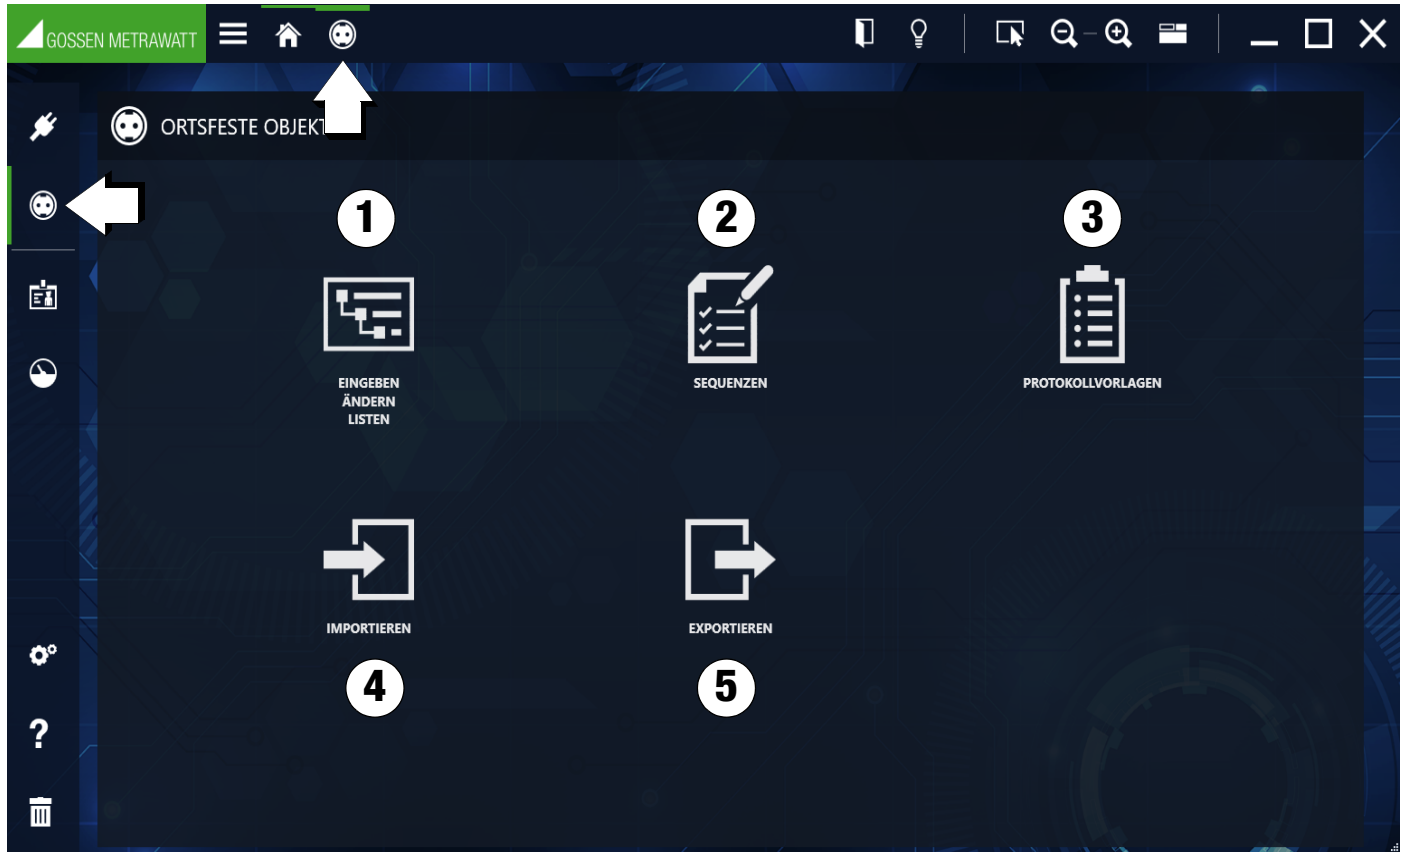 GOSSEN METRAWATT
ORTSFESTE OBJEKT
1
2
3
EINGEBEN
ÄNDERN
LISTEN
SEQUENZEN
PROTOKOLLVORLAGEN
IMPORTIEREN
EXPORTIEREN
4
5
?